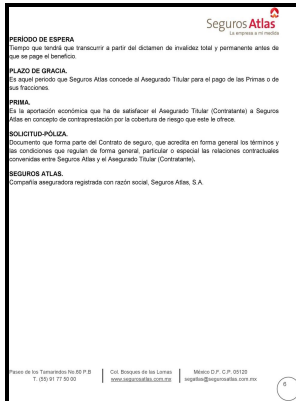 Seguros Atlas
La empresa a mi medida
PERÍODO DE ESPERA
Tiempo que tendrá que transcurrir a partir del dictamen de invalidez total y permanente antes de
que se pague el beneficio.
PLAZO DE GRACIA.
Es aquel periodo que Seguros Atlas concede al Asegurado Titular para el pago de las Primas o de
sus fracciones.
PRIMA.
Es la aportación económica que ha de satisfacer el Asegurado Titular (Contratante) a Seguros
Atlas en concepto de contraprestación por la cobertura de riesgo que este le ofrece.
SOLICITUD-PÓLIZA.
Documento que forma parte del Contrato de seguro, que acredita en forma general los términos y
las condiciones que regulan de forma general, particular o especial las relaciones contractuales
convenidas entre Seguros Atlas y el Asegurado Titular (Contratante).
SEGUROS ATLAS.
Compañía aseguradora registrada con razón social, Seguros Atlas, S.A.
Paseo de los Tamarindos No.60 P.B Col. Bosques de las Lomas México D.F. C.P. 05120
T. (55) 91 77 50 00 www.segurosatlas.com.mx segatlas@segurosatlas.com.mx
6